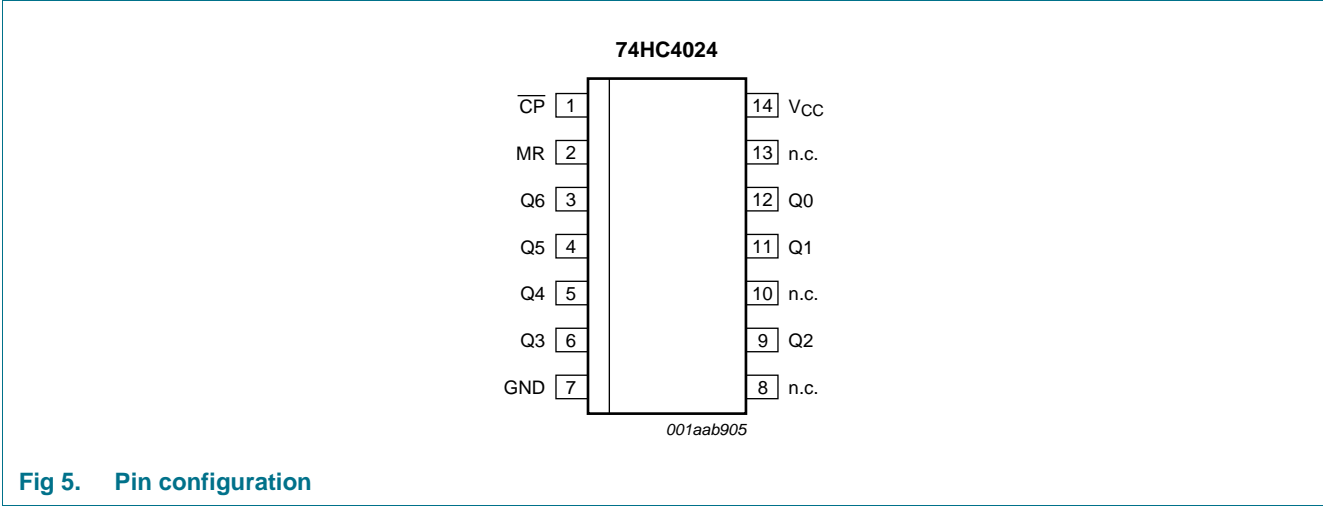 74HC4024
CP 1 14 VCC
MR 2 13 n.c.
Q6 3 12 Q0
Q5 4 11 Q1
Q4 5 10 n.c.
Q3 6 9 Q2
GND 7 8 n.c.
001aab905
Fig 5. Pin configuration